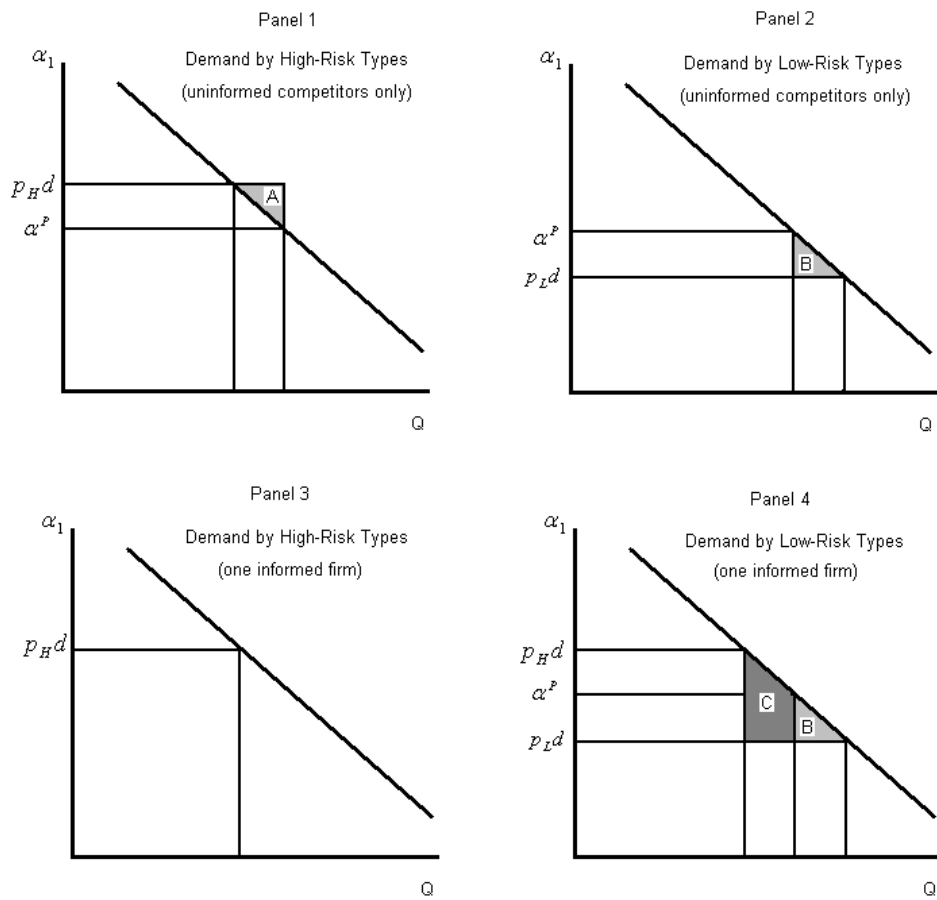 Panel 1
Demand by High-Risk Types
(uninformed competitors only)
α₁
p_H d
α^P
A
Q
Panel 2
Demand by Low-Risk Types
(uninformed competitors only)
α₁
α^P
p_L d
B
Q
Panel 3
Demand by High-Risk Types
(one informed firm)
α₁
p_H d
Q
Panel 4
Demand by Low-Risk Types
(one informed firm)
α₁
p_H d
α^P
p_L d
C
B
Q